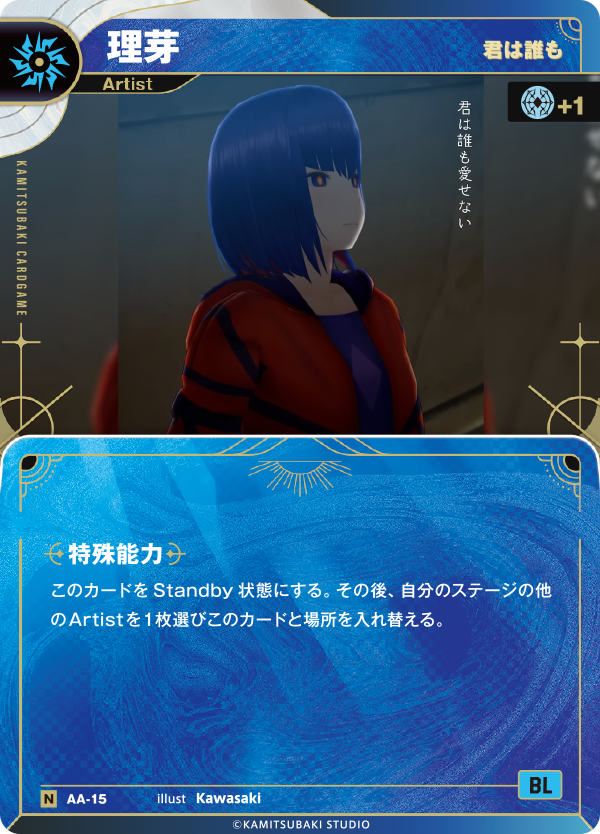 理芽
君は誰も
Artist
+1
君は誰も愛せない
せない
KAMITSUBAKI CARDGAME
特殊能力
このカードをStandby状態にする。その後、自分のステージの他
のArtistを1枚選びこのカードと場所を入れ替える。
BL
N AA-15 illust Kawasaki
©KAMITSUBAKI STUDIO